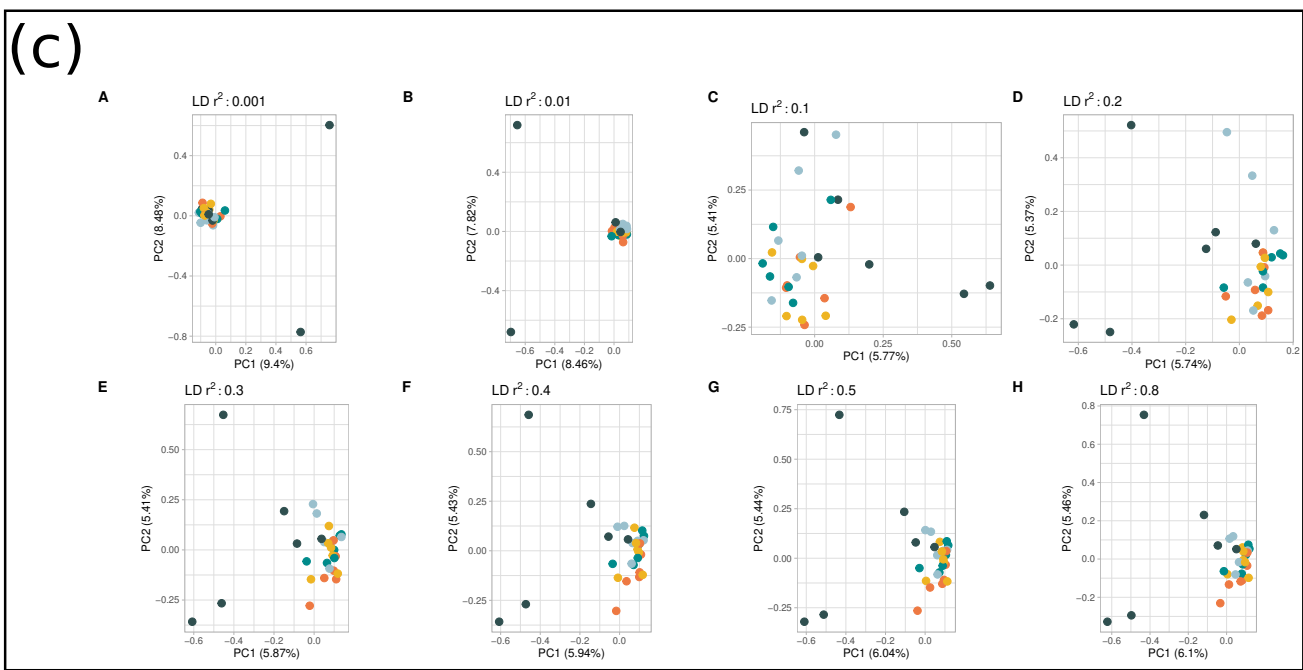 (c)
A
LD r²: 0.001
0.4
0.0
−0.4
−0.8
PC2 (8.48%)
0.0 0.2 0.4 0.6
PC1 (9.4%)
B
LD r²: 0.01
0.4
0.0
−0.4
PC2 (7.82%)
−0.6 −0.4 −0.2 0.0
PC1 (8.46%)
C
LD r²: 0.1
0.25
0.00
−0.25
PC2 (5.41%)
0.00 0.25 0.50
PC1 (5.77%)
D
LD r²: 0.2
0.4
0.2
0.0
−0.2
PC2 (5.37%)
−0.6 −0.4 −0.2 0.0 0.2
PC1 (5.74%)
E
LD r²: 0.3
0.50
0.25
0.00
−0.25
PC2 (5.41%)
−0.6 −0.4 −0.2 0.0
PC1 (5.87%)
F
LD r²: 0.4
0.50
0.25
0.00
−0.25
PC2 (5.43%)
−0.6 −0.4 −0.2 0.0
PC1 (5.94%)
G
LD r²: 0.5
0.75
0.50
0.25
0.00
−0.25
PC2 (5.44%)
−0.6 −0.4 −0.2 0.0
PC1 (6.04%)
H
LD r²: 0.8
0.8
0.6
0.4
0.2
0.0
−0.2
PC2 (5.46%)
−0.6 −0.4 −0.2 0.0
PC1 (6.1%)